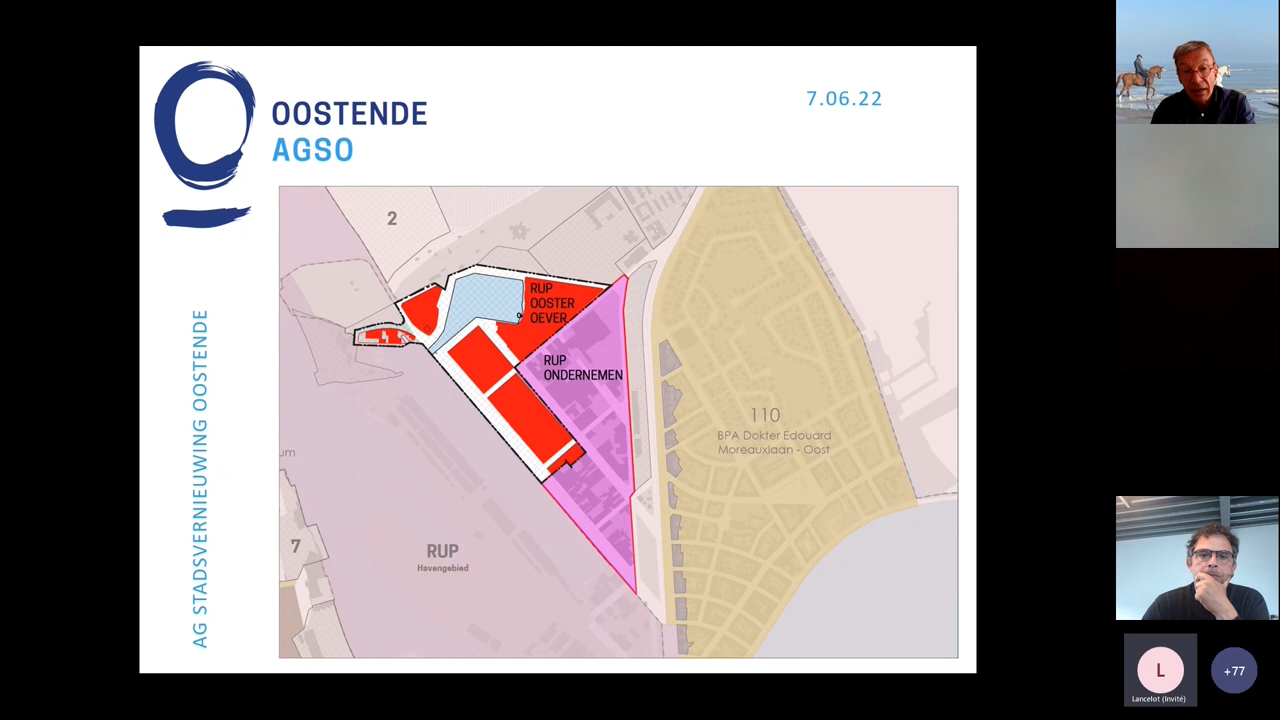 OOSTENDE
AGSO
7.06.22
AG STADSVERNIEUWING OOSTENDE
2
RUP
OOSTER
OEVER
RUP
ONDERNEMEN
110
BPA Dokter Edouard
Moreauxlaan - Oost
um
7
RUP
Havengebied
L
Lancelot (Invité)
+77